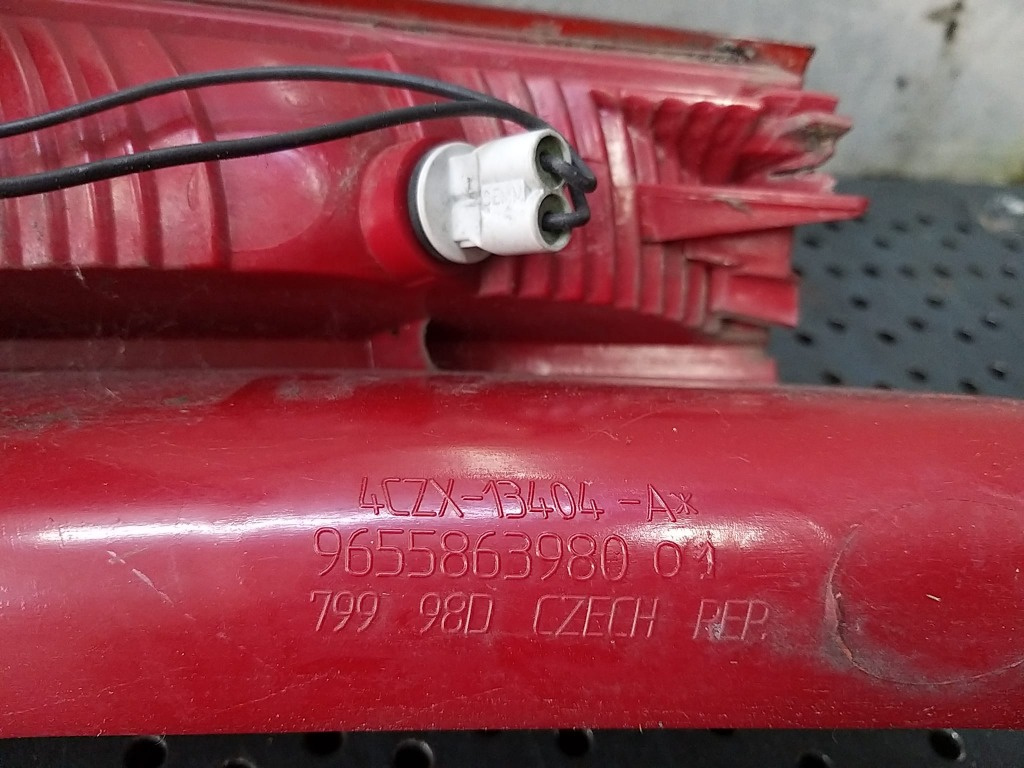 4CZX-13404-A*
9655863980 01
799 98D CZECH REP.